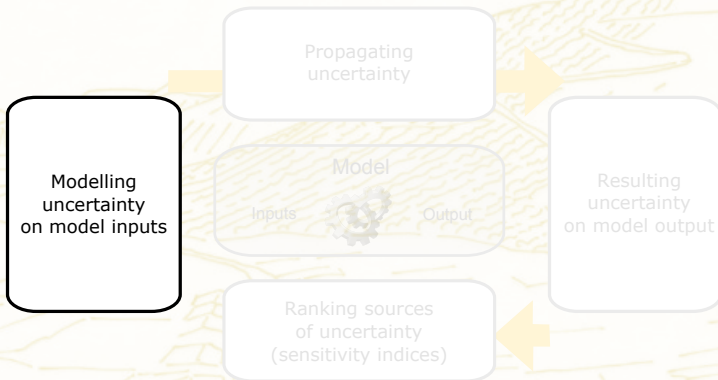 Propagating
uncertainty
Modelling
uncertainty
on model inputs
Model
Inputs
Output
Resulting
uncertainty
on model output
Ranking sources
of uncertainty
(sensitivity indices)